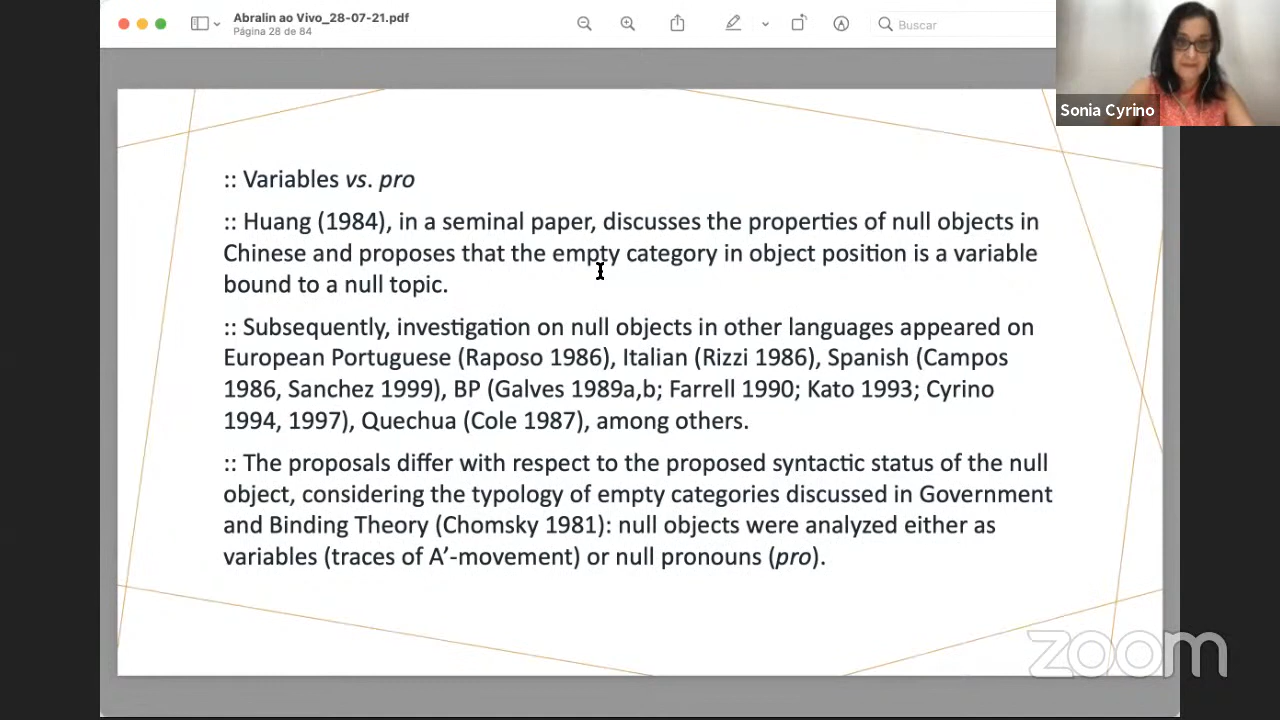 Abralin ao Vivo_28-07-21.pdf
Página 28 de 84
Buscar
Sonia Cyrino
:: Variables vs. pro
:: Huang (1984), in a seminal paper, discusses the properties of null objects in
Chinese and proposes that the empty category in object position is a variable
bound to a null topic.
:: Subsequently, investigation on null objects in other languages appeared on
European Portuguese (Raposo 1986), Italian (Rizzi 1986), Spanish (Campos
1986, Sanchez 1999), BP (Galves 1989a,b; Farrell 1990; Kato 1993; Cyrino
1994, 1997), Quechua (Cole 1987), among others.
:: The proposals differ with respect to the proposed syntactic status of the null
object, considering the typology of empty categories discussed in Government
and Binding Theory (Chomsky 1981): null objects were analyzed either as
variables (traces of A’-movement) or null pronouns (pro).
zoom